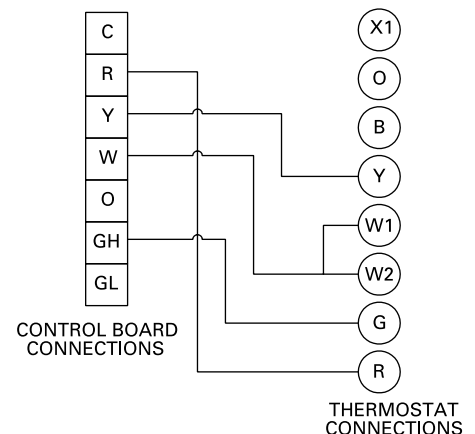 C
R
Y
W
O
GH
GL
CONTROL BOARD
CONNECTIONS
X1
O
B
Y
W1
W2
G
R
THERMOSTAT
CONNECTIONS